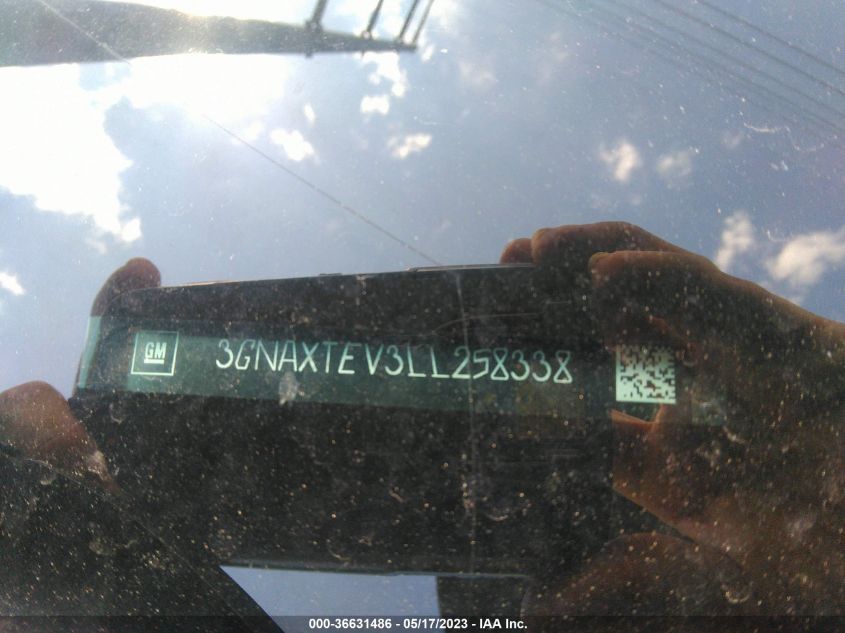 GM 3GNAXTEV3LL258338
000-36631486 - 05/17/2023 - IAA Inc.